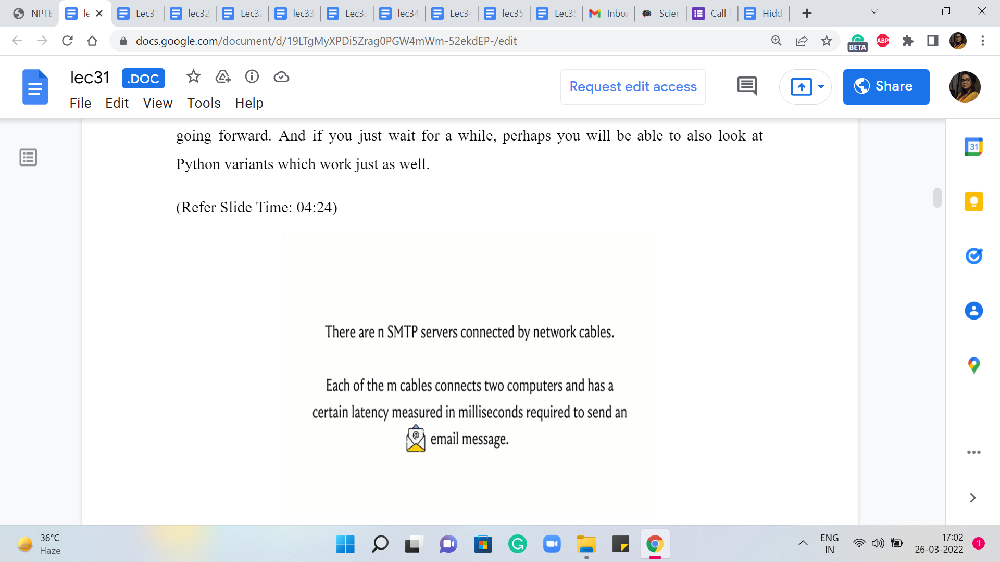 NPTE
le
Lec3
lec32
Lec3
lec33
Lec3
lec34
Lec34
lec35
Lec3
Inbox
Scien
Call f
Hidd
docs.google.com/document/d/19LTgMyXPDi5Zrag0PGW4mWm-52ekdEP-/edit
BETA
ABP
lec31 .DOC
File Edit View Tools Help
Request edit access
Share
going forward. And if you just wait for a while, perhaps you will be able to also look at
Python variants which work just as well.
(Refer Slide Time: 04:24)
There are n SMTP servers connected by network cables.
Each of the m cables connects two computers and has a
certain latency measured in milliseconds required to send an
@ email message.
31
36°C
Haze
ENG
IN
17:02
26-03-2022
1